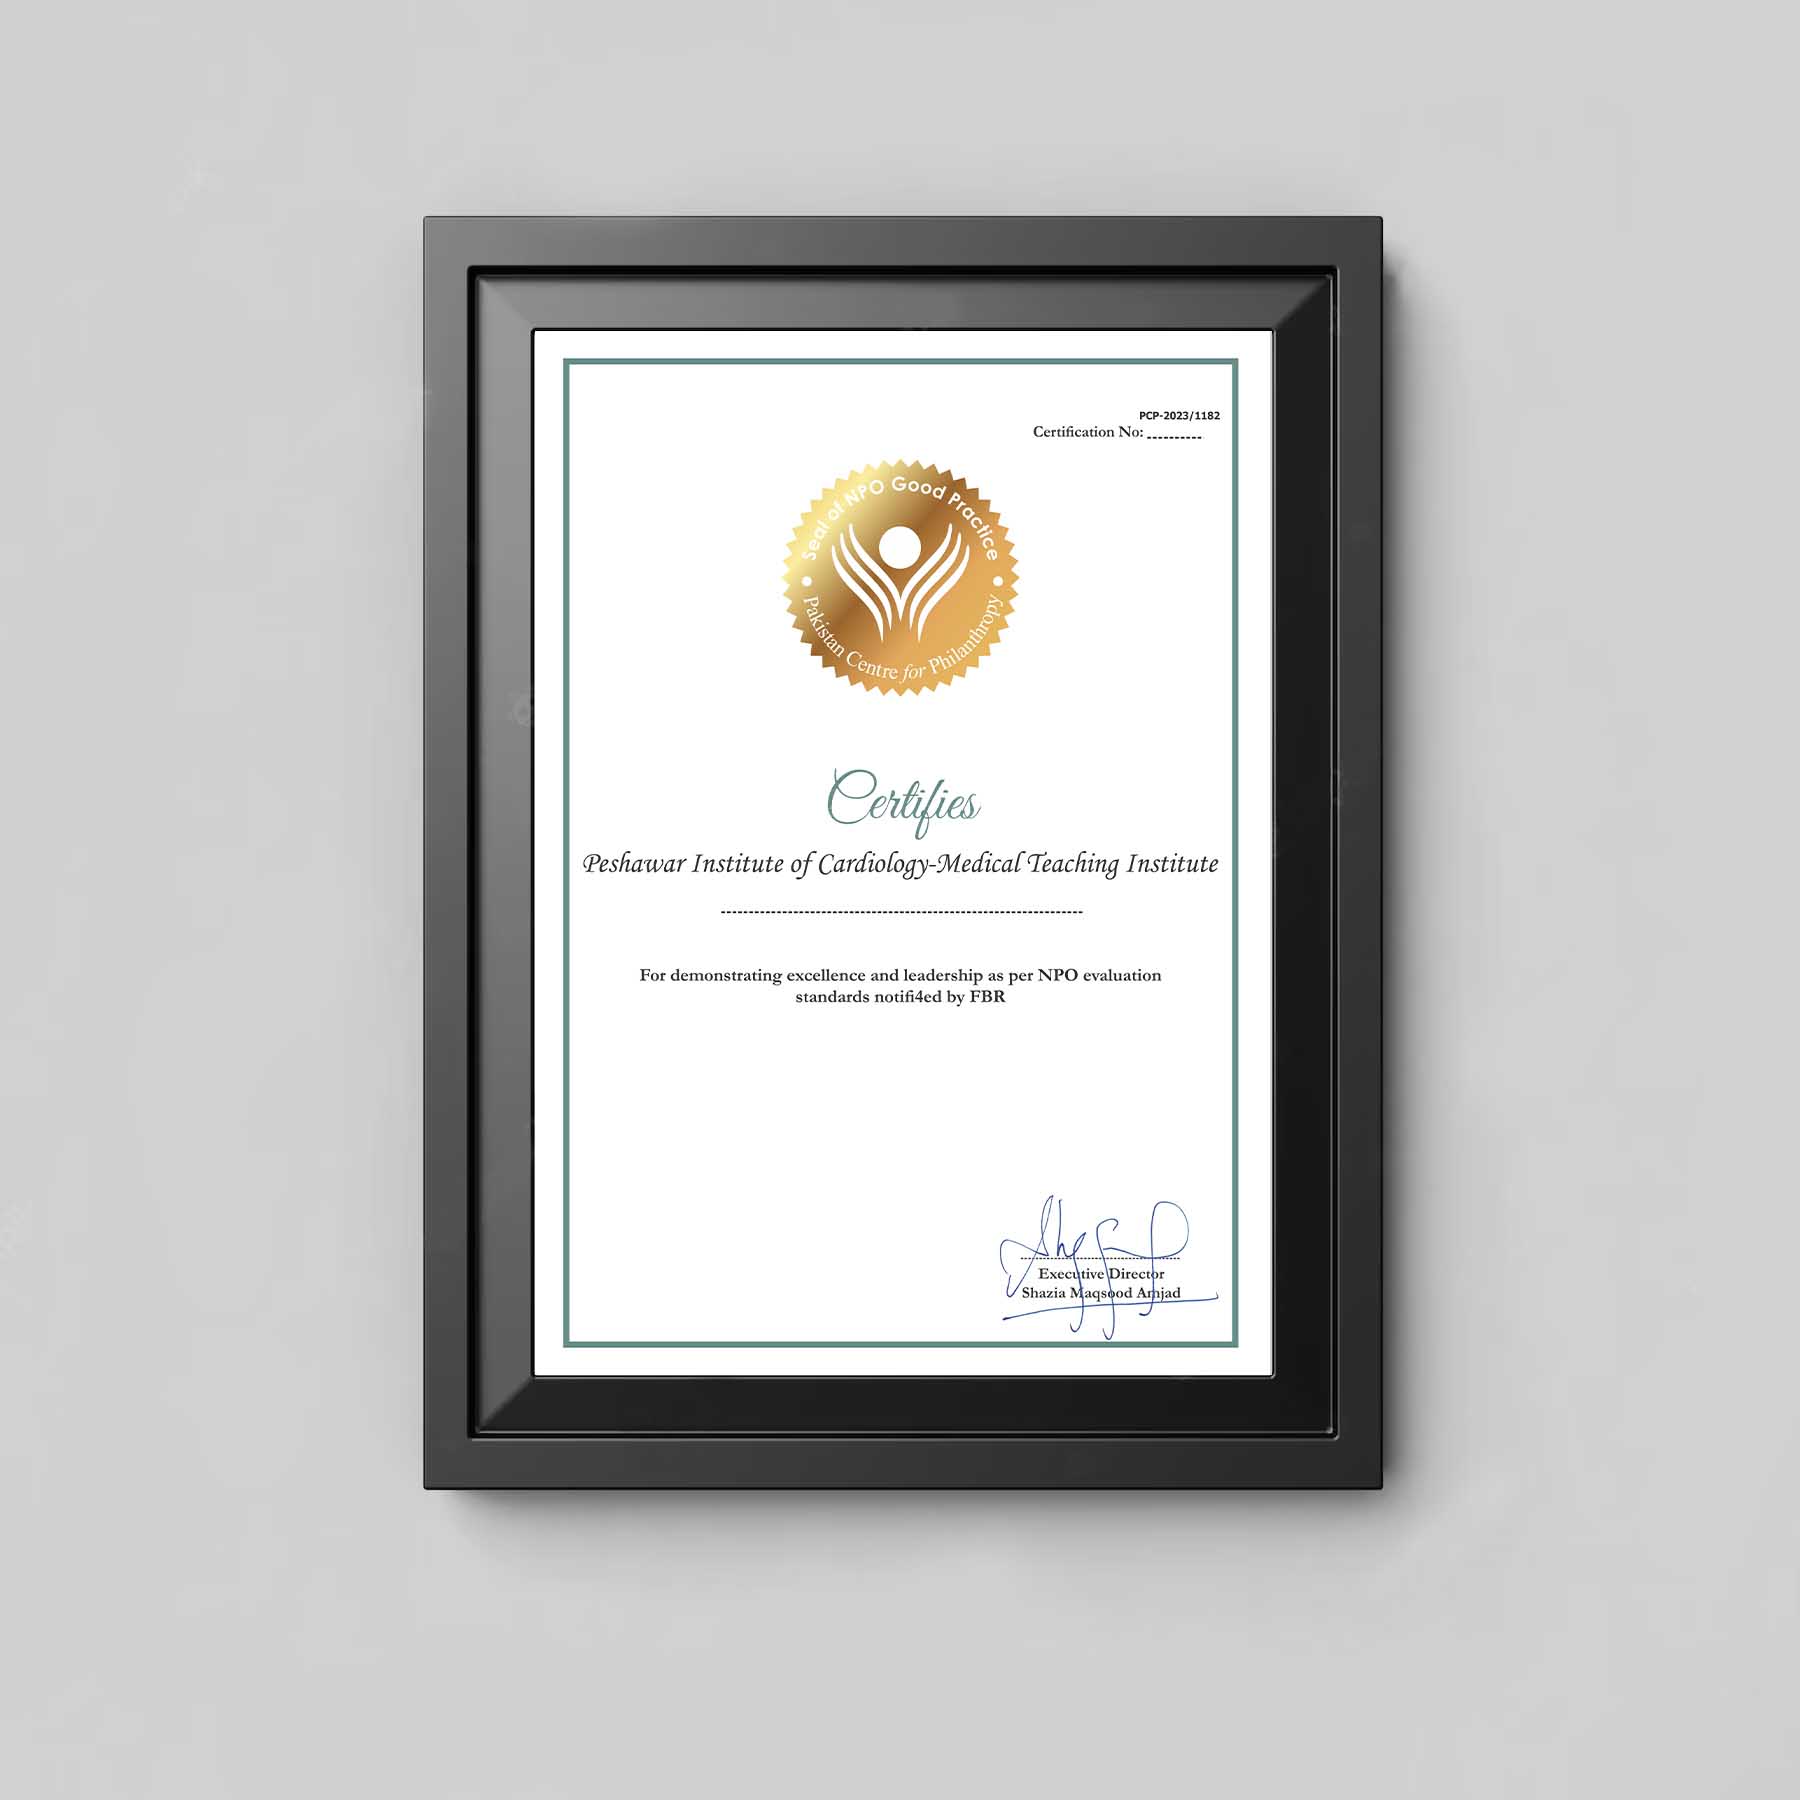 PCP-2023/1182
Certification No: ----------
Seal of NPO Good Practice
Pakistan Centre for Philanthropy
Certifies
Peshawar Institute of Cardiology-Medical Teaching Institute
For demonstrating excellence and leadership as per NPO evaluation
standards notifi4ed by FBR
Executive Director
Shazia Maqsood Amjad